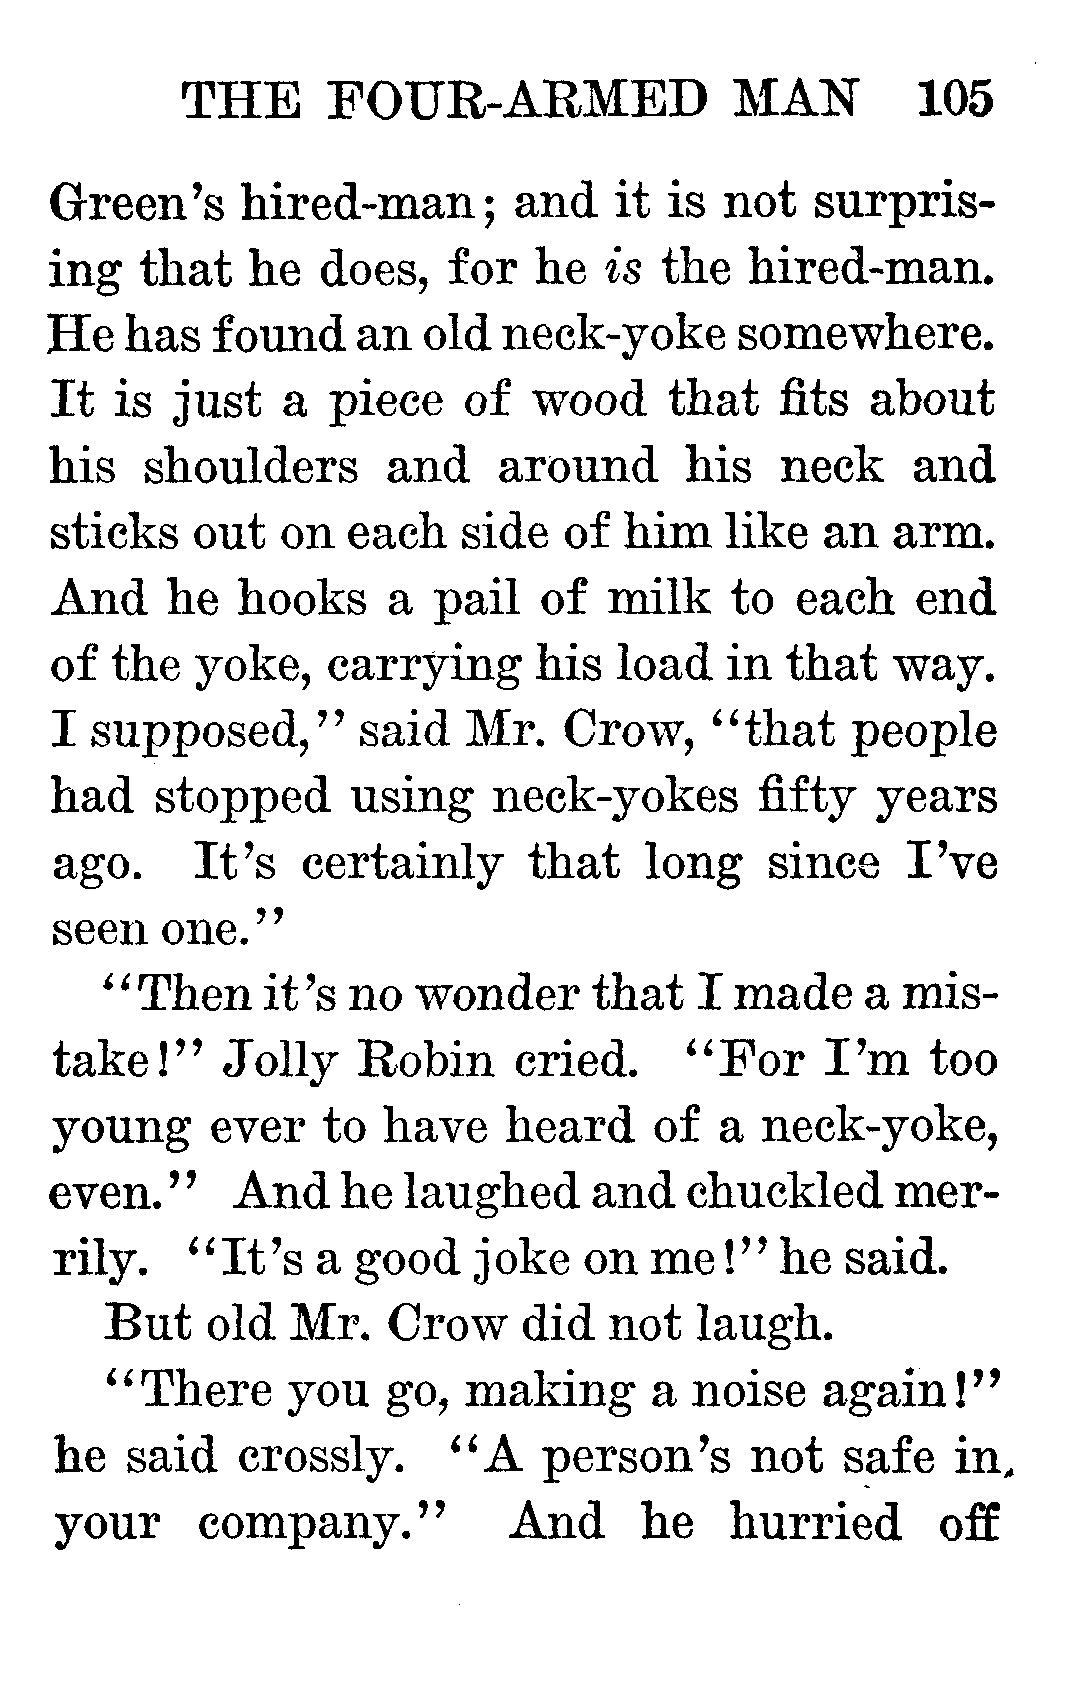 THE FOUR-ARMED MAN 105
Green's hired-man; and it is not surpris-
ing that he does, for he is the hired-man.
He has found an old neck-yoke somewhere.
It is just a piece of wood that fits about
his shoulders and around his neck and
sticks out on each side of him like an arm.
And he hooks a pail of milk to each end
of the yoke, carrying his load in that way.
I supposed," said Mr. Crow, "that people
had stopped using neck-yokes fifty years
ago. It's certainly that long since I've
seen one."
"Then it's no wonder that I made a mis-
take!" Jolly Robin cried. "For I'm too
young ever to have heard of a neck-yoke,
even." And he laughed and chuckled mer-
rily. "It's a good joke on me!" he said.
But old Mr. Crow did not laugh.
"There you go, making a noise again!"
he said crossly. "A person's not safe in
your company." And he hurried off